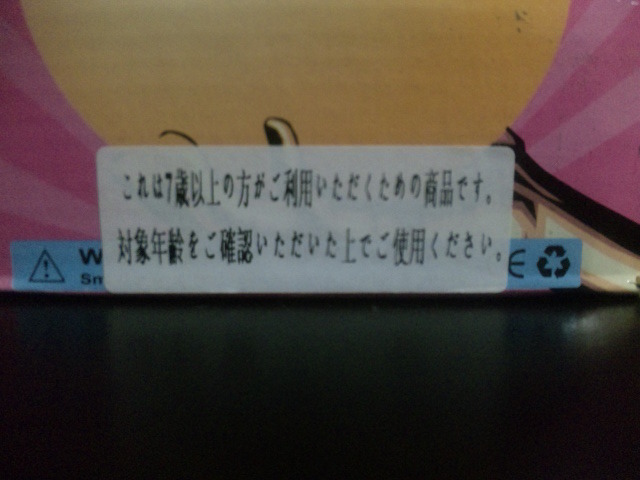 これは7歳以上の方がご利用いただくための商品です。
対象年齢をご確認いただいた上でご使用ください。
W
Sm